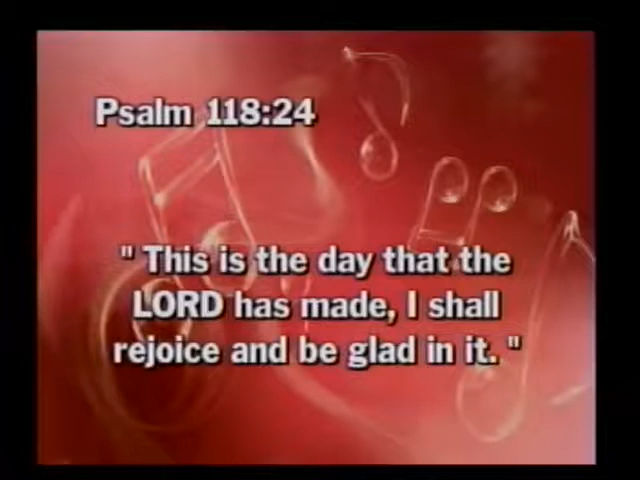 Psalm 118:24
" This is the day that the
LORD has made, I shall
rejoice and be glad in it. "